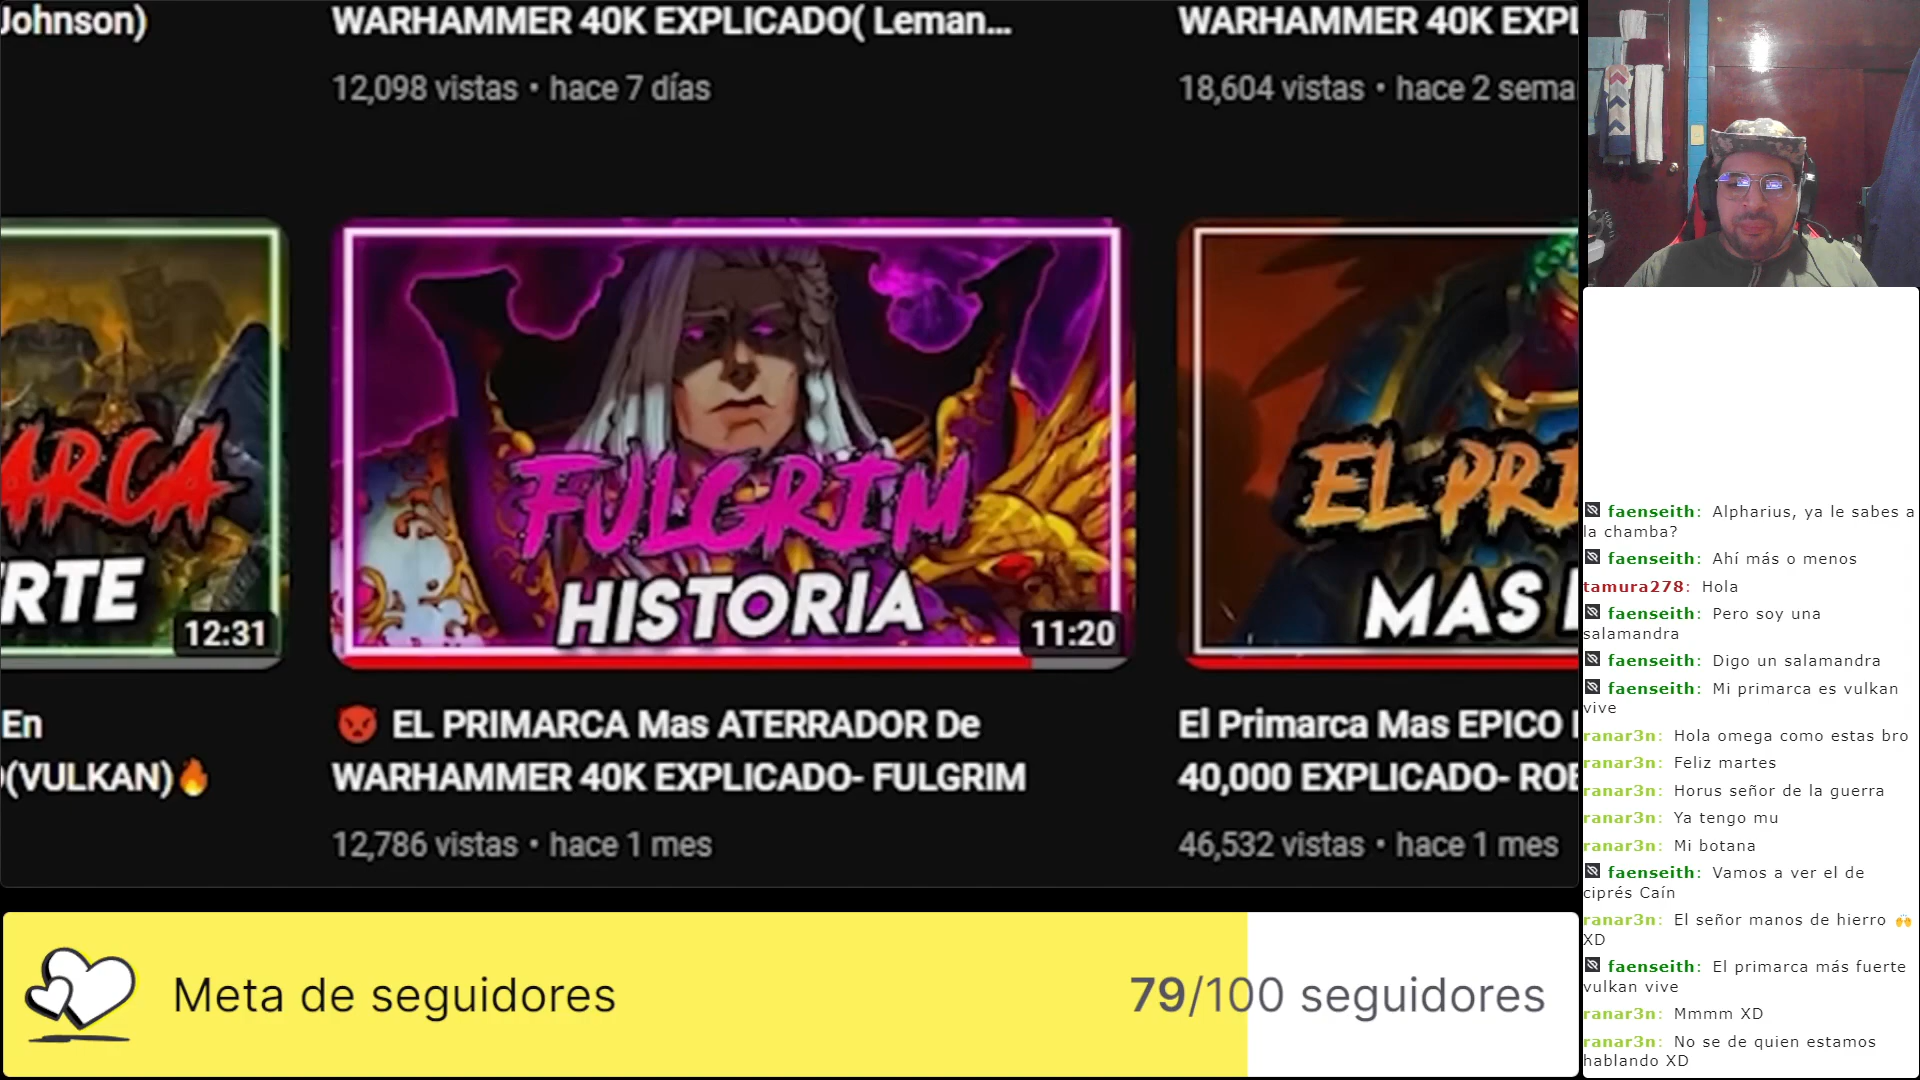 Johnson)
WARHAMMER 40K EXPLICADO( Leman...
12,098 vistas • hace 7 días
WARHAMMER 40K EXPL
18,604 vistas • hace 2 sema
ARCA
RTE
12:31
FULGRIM
HISTORIA
11:20
EL PRI
MAS
En
(VULKAN)🔥
👿 EL PRIMARCA Mas ATERRADOR De
WARHAMMER 40K EXPLICADO- FULGRIM
12,786 vistas • hace 1 mes
El Primarca Mas EPICO
40,000 EXPLICADO- ROB
46,532 vistas • hace 1 mes
Meta de seguidores
79/100 seguidores
faenseith: Alpharius, ya le sabes a
la chamba?
faenseith: Ahí más o menos
tamura278: Hola
faenseith: Pero soy una
salamandra
faenseith: Digo un salamandra
faenseith: Mi primarca es vulkan
vive
ranar3n: Hola omega como estas bro
ranar3n: Feliz martes
ranar3n: Horus señor de la guerra
ranar3n: Ya tengo mu
ranar3n: Mi botana
faenseith: Vamos a ver el de
ciprés Caín
ranar3n: El señor manos de hierro 🙌
XD
faenseith: El primarca más fuerte
vulkan vive
ranar3n: Mmmm XD
ranar3n: No se de quien estamos
hablando XD